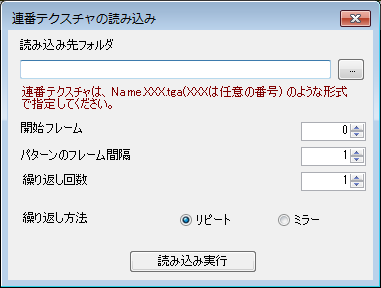 連番テクスチャの読み込み
読み込み先フォルダ
...
連番テクスチャは、NameXXX.tga(XXXは任意の番号)のような形式
で指定してください。
開始フレーム 0
パターンのフレーム間隔 1
繰り返し回数 1
繰り返し方法 リピート ミラー
読み込み実行